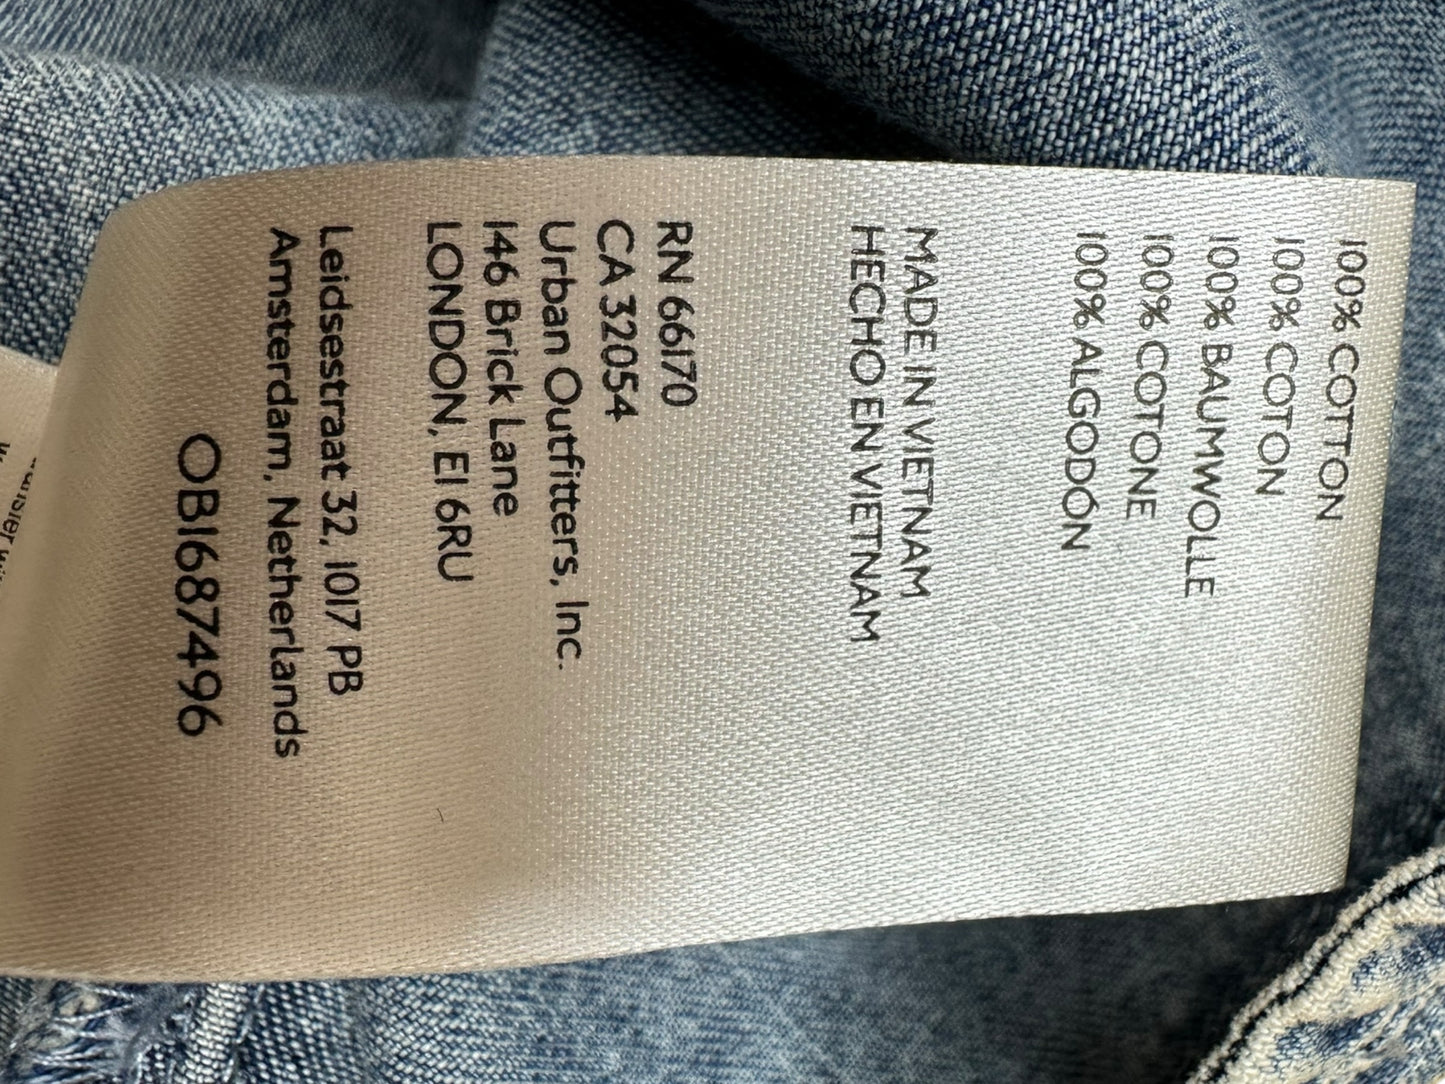 100% COTTON
100% COTON
100% BAUMWOLLE
100% COTONE
100% ALGODÓN
MADE IN VIETNAM
HECHO EN VIETNAM
RN 66170
CA 32054
Urban Outfitters, Inc.
146 Brick Lane
LONDON, E1 6RU
Leidsestraat 32, 1017 PB
Amsterdam, Netherlands
OB1687496